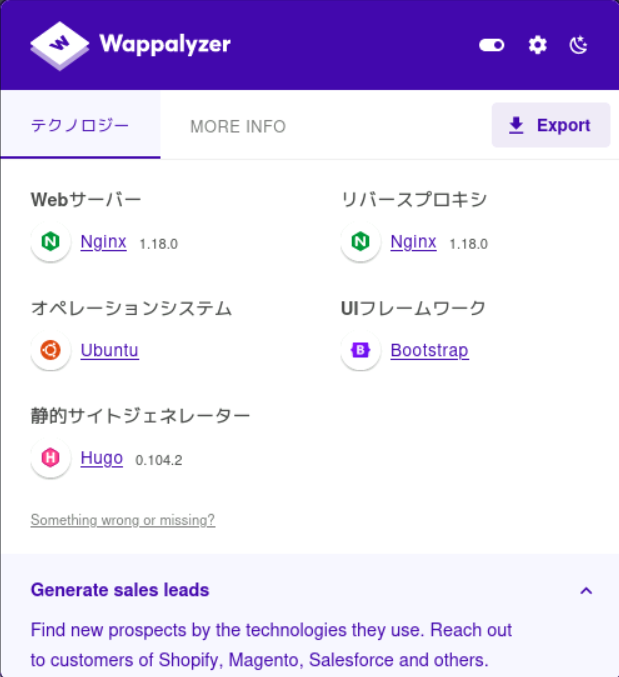 Wappalyzer
テクノロジー
MORE INFO
Export
Webサーバー
Nginx 1.18.0
リバースプロキシ
Nginx 1.18.0
オペレーションシステム
Ubuntu
UIフレームワーク
Bootstrap
静的サイトジェネレーター
Hugo 0.104.2
Something wrong or missing?
Generate sales leads
Find new prospects by the technologies they use. Reach out
to customers of Shopify, Magento, Salesforce and others.